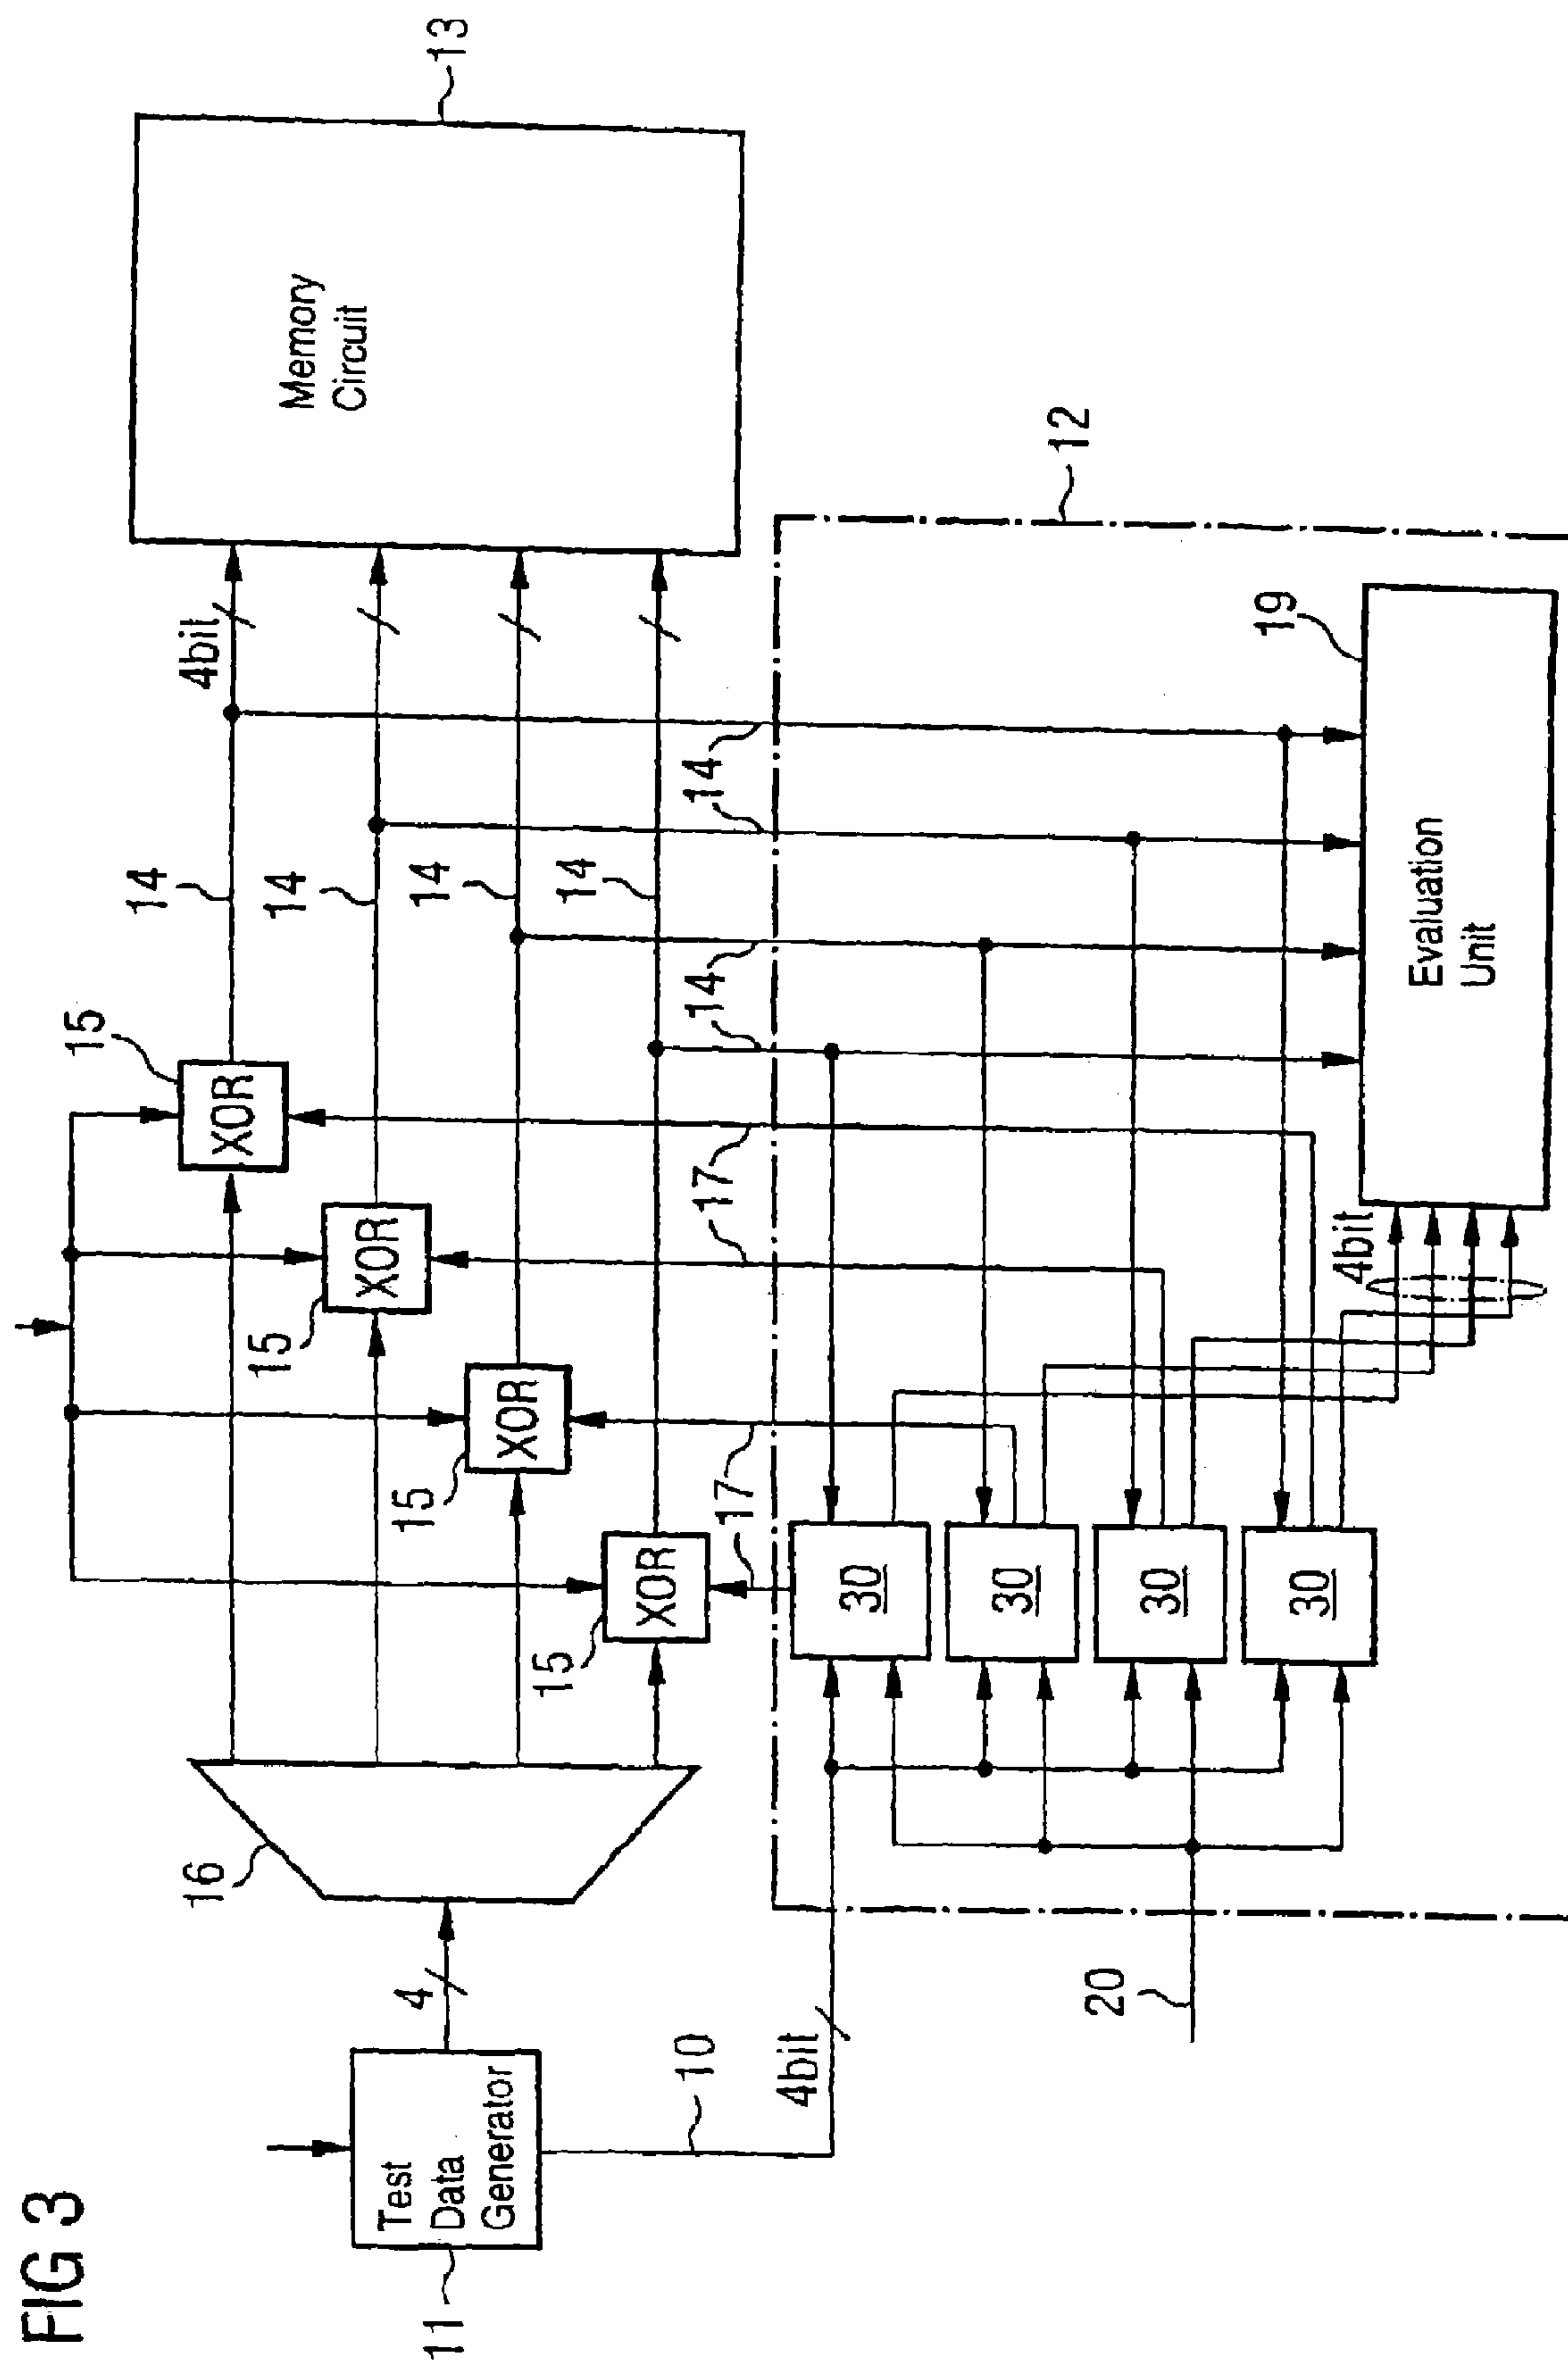 FIG 3
11
Test
Data
Generator
4
16
10
4bit
20
15
XOR
15
XOR
15
XOR
15
XOR
14
14
14
14
4bit
Memory
Circuit
13
17
17
17
14
14
14
14
12
30
30
30
30
4bit
19
Evaluation
Unit